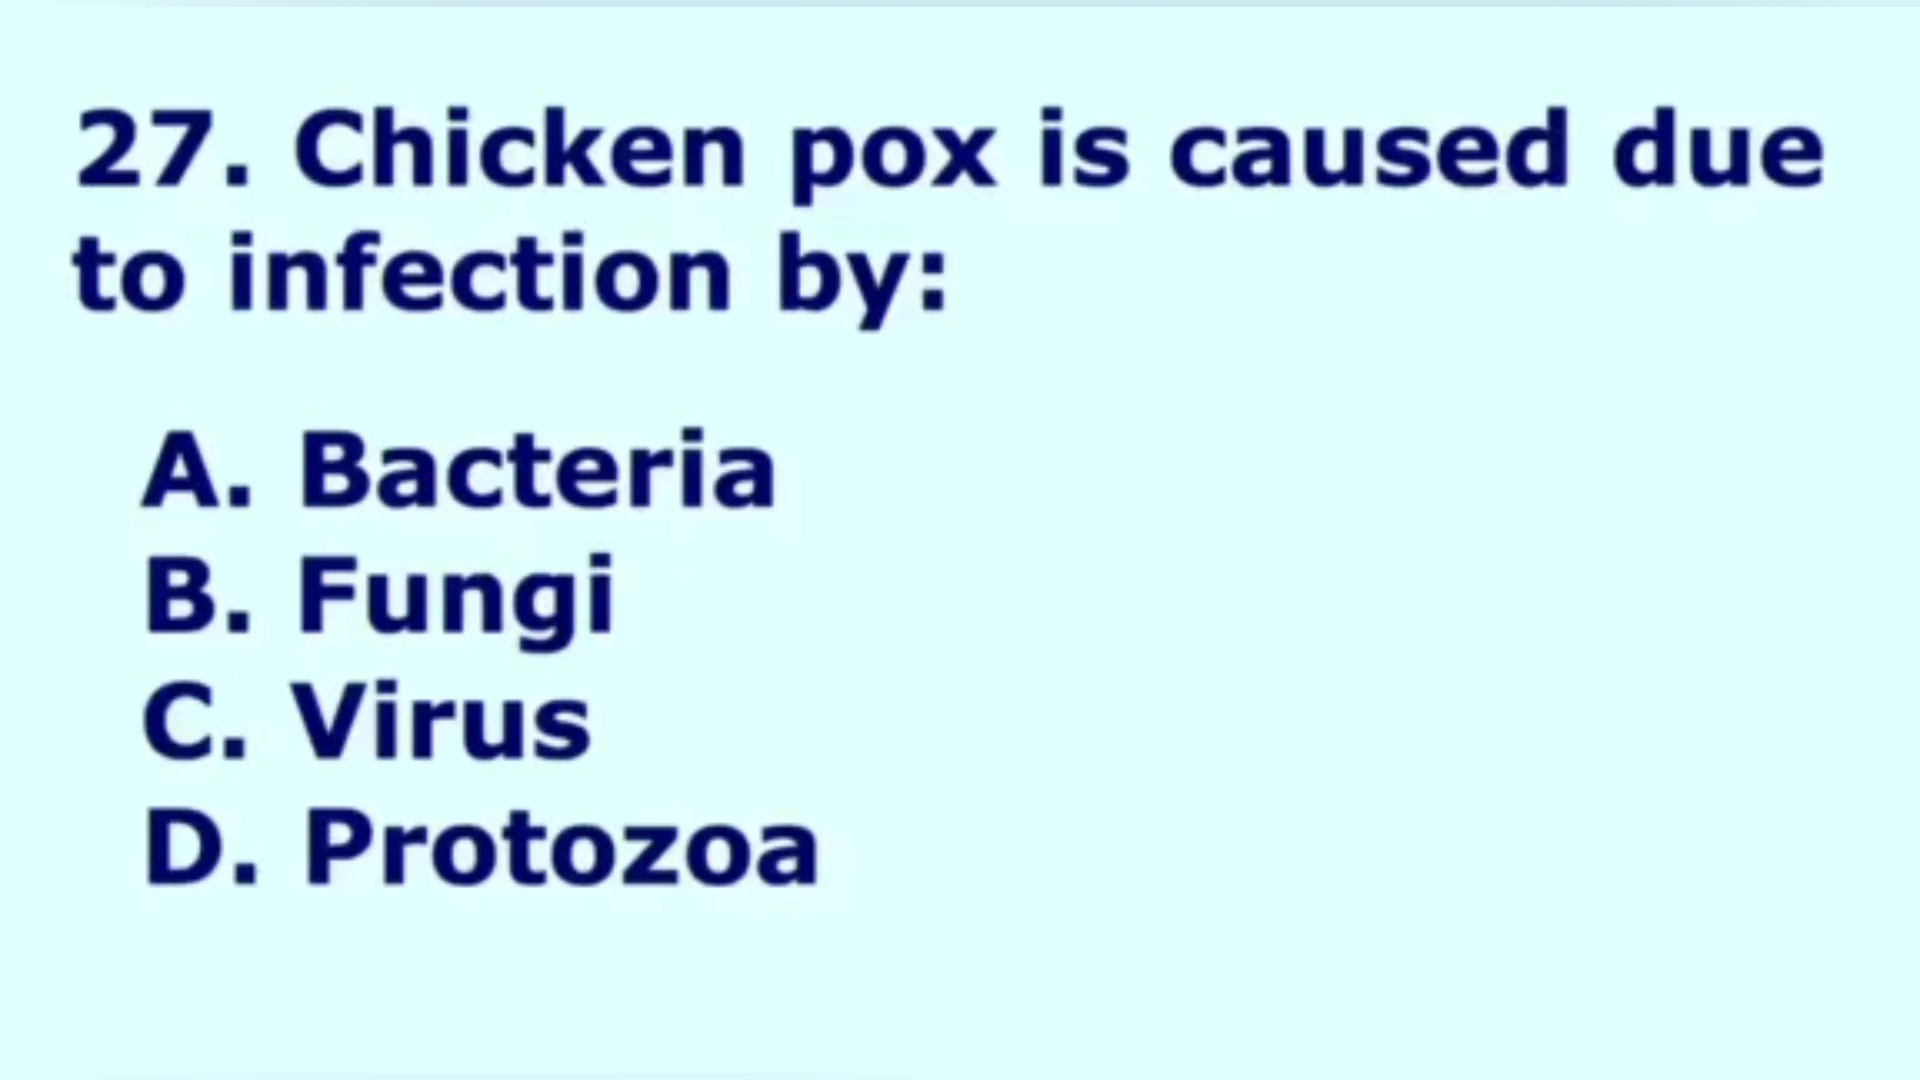 27. Chicken pox is caused due
to infection by:
A. Bacteria
B. Fungi
C. Virus
D. Protozoa